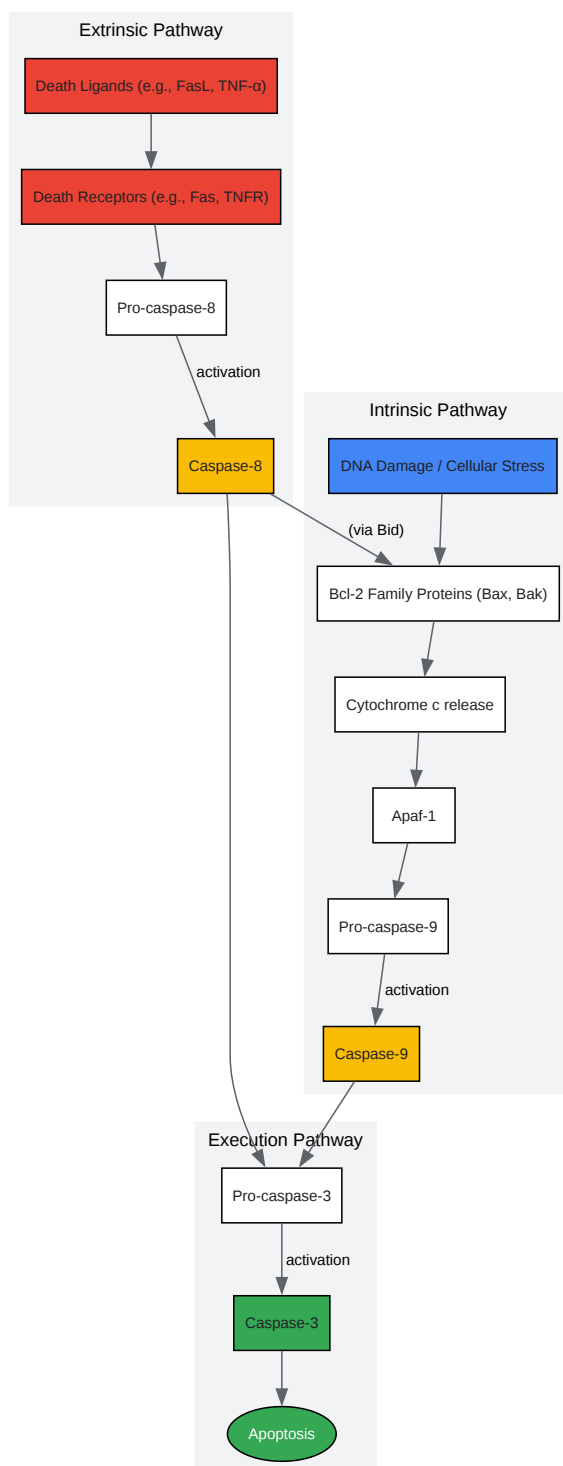 Extrinsic Pathway
Death Ligands (e.g., FasL, TNF-α)
Death Receptors (e.g., Fas, TNFR)
Pro-caspase-8
activation
Caspase-8
Intrinsic Pathway
DNA Damage / Cellular Stress
(via Bid)
Bcl-2 Family Proteins (Bax, Bak)
Cytochrome c release
Apaf-1
Pro-caspase-9
activation
Caspase-9
Execution Pathway
Pro-caspase-3
activation
Caspase-3
Apoptosis